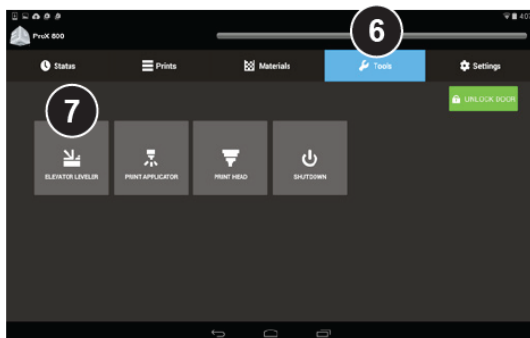 6
ProX 800
Status Prints Materials Tools Settings
UNLOCK DOOR
7
ELEVATOR LEVELER PRINT APPLICATOR PRINT HEAD SHUTDOWN